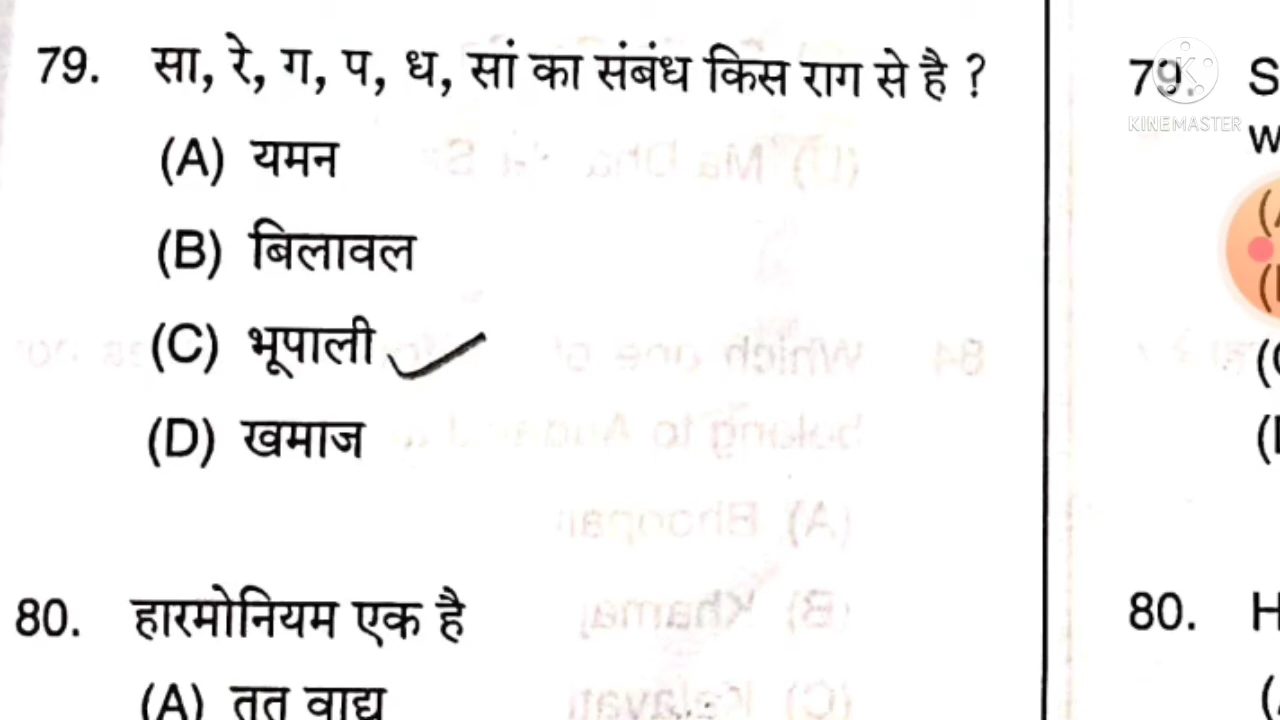 79. सा, रे, ग, प, ध, सां का संबंध किस राग से है ?
(A) यमन
(B) बिलावल
(C) भूपाली
(D) खमाज
80. हारमोनियम एक है
(A) तत वाद्य
79. S
w
(
(
(
(
80. H
(
KINEMASTER